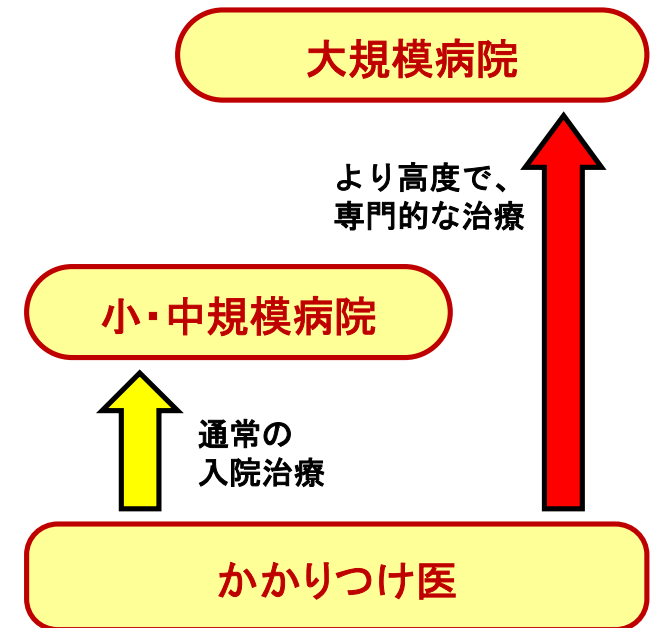 大規模病院
より高度で、
専門的な治療
小・中規模病院
通常の
入院治療
かかりつけ医